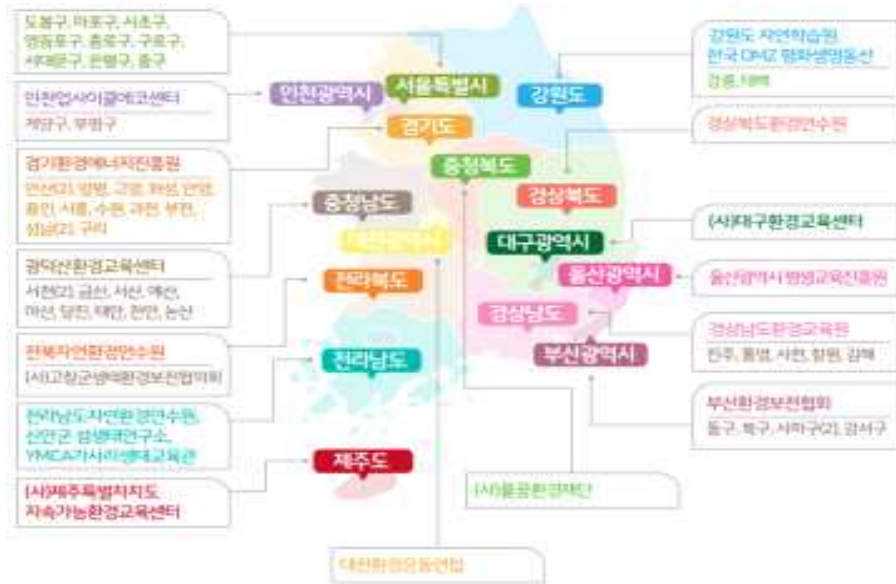 도봉구, 마포구, 서초구,
영등포구, 종로구, 구로구,
서대문구, 은평구, 중구
인천업사이클에코센터
계양구, 부평구
경기환경에너지진흥원
안산(2), 양평, 고양, 화성, 안양,
용인, 시흥, 수원, 과천, 부천,
성남(2), 구리
광덕산환경교육센터
서천(2), 금산, 서산, 예산,
아산, 당진, 태안, 천안, 논산
전북자연환경연수원
(사)고창군생태환경보전협의회
전라남도자연환경연수원,
신안군 섬생태연구소,
YMCA가사리생태교육관
(사)제주특별자치도
지속가능환경교육센터
인천광역시
서울특별시
강원도
경기도
충청북도
충청남도
경상북도
대전광역시
대구광역시
전라북도
울산광역시
경상남도
전라남도
부산광역시
제주도
강원도 자연학습원,
한국 DMZ 평화생명동산
강릉, 태백
경상북도환경연수원
(사)대구환경교육센터
울산광역시 평생교육진흥원
경상남도환경교육원
진주, 통영, 사천, 창원, 김해
부산환경보전협회
동구, 북구, 사하구(2), 강서구
(사)풀꿈환경재단
대전환경운동연합